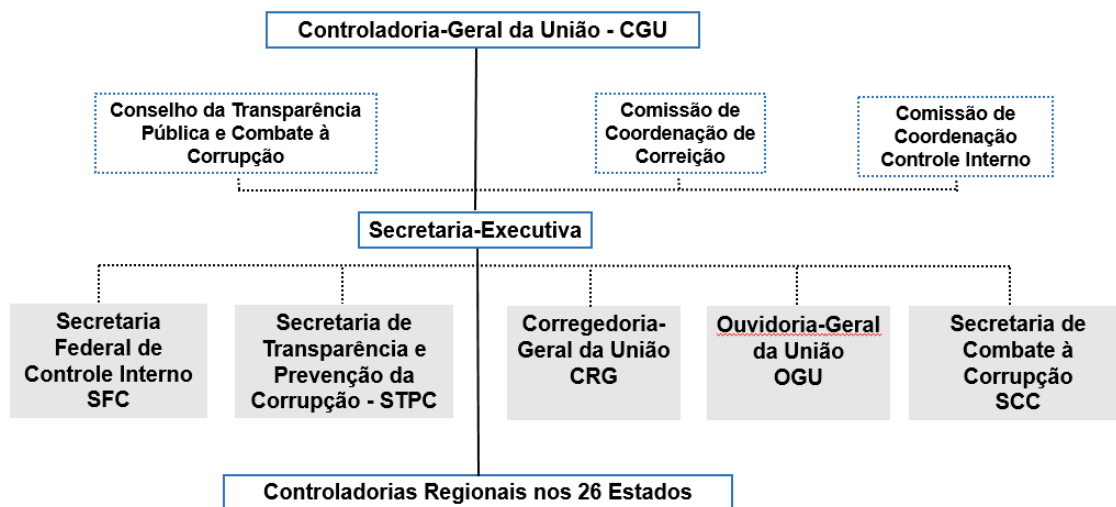 Controladoria-Geral da União - CGU
Conselho da Transparência
Pública e Combate à
Corrupção
Comissão de
Coordenação de
Correição
Comissão de
Coordenação
Controle Interno
Secretaria-Executiva
Secretaria
Federal de
Controle Interno
SFC
Secretaria de
Transparência e
Prevenção da
Corrupção - STPC
Corregedoria-
Geral da União
CRG
Ouvidoria-Geral
da União
OGU
Secretaria de
Combate à
Corrupção
SCC
Controladorias Regionais nos 26 Estados